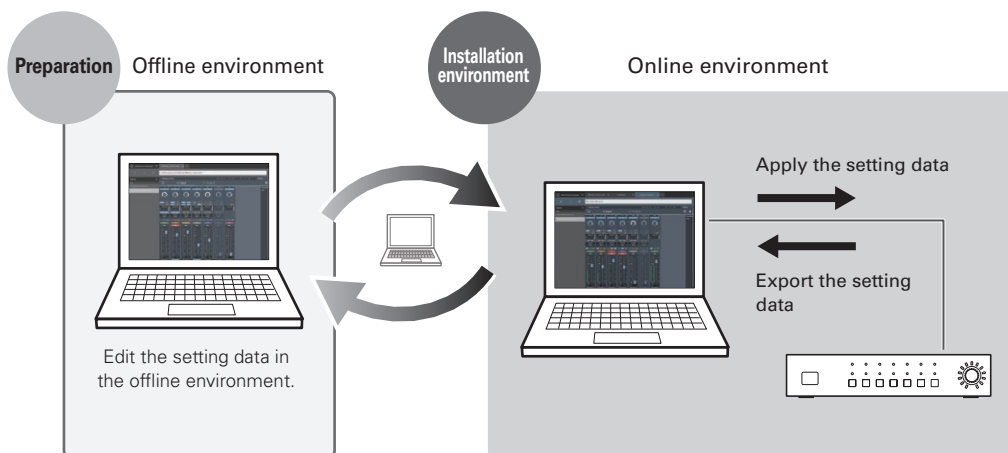 Preparation
Offline environment
Edit the setting data in
the offline environment.
Installation
environment
Online environment
Apply the setting data
Export the setting
data